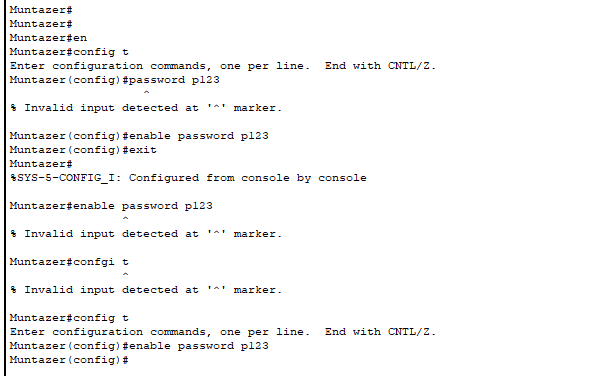 Muntazer#
Muntazer#
Muntazer#en
Muntazer#config t
Enter configuration commands, one per line.  End with CNTL/Z.
Muntazer(config)#password p123
                    ^
% Invalid input detected at '^' marker.
Muntazer(config)#enable password p123
Muntazer(config)#exit
Muntazer#
%SYS-5-CONFIG_I: Configured from console by console
Muntazer#enable password p123
                 ^
% Invalid input detected at '^' marker.
Muntazer#confgi t
                 ^
% Invalid input detected at '^' marker.
Muntazer#config t
Enter configuration commands, one per line.  End with CNTL/Z.
Muntazer(config)#enable password p123
Muntazer(config)#